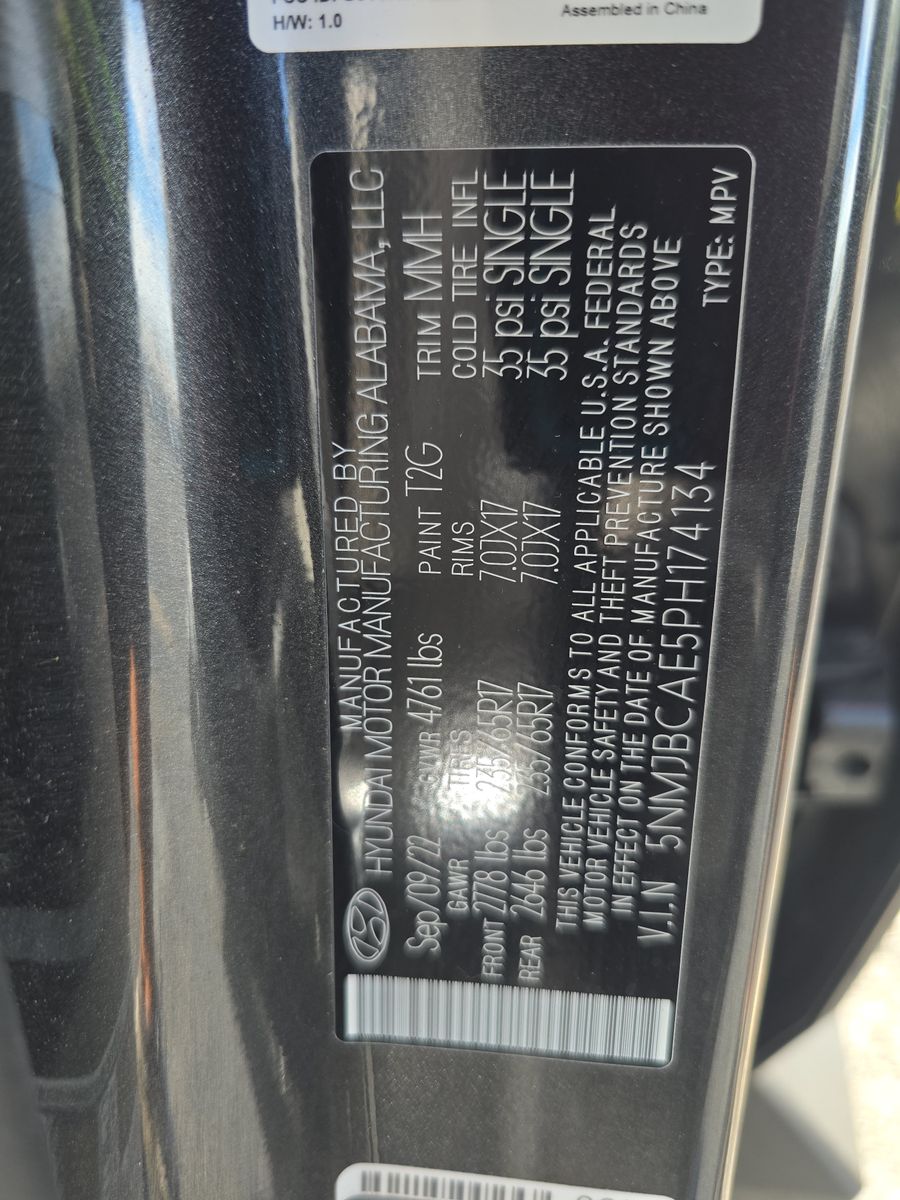 H/W: 1.0
Assembled in China
MANUFACTURED BY
HYUNDAI MOTOR MANUFACTURING ALABAMA, LLC
Sep/09/22 GVWR 4761 lbs PAINT T2G TRIM MMH
GAWR TIRES RIMS COLD TIRE INFL
FRONT 2778 lbs 235/65R17 7.0JX17 35 psi SINGLE
REAR 2646 lbs 235/65R17 7.0JX17 35 psi SINGLE
THIS VEHICLE CONFORMS TO ALL APPLICABLE U.S.A. FEDERAL
MOTOR VEHICLE SAFETY AND THEFT PREVENTION STANDARDS
IN EFFECT ON THE DATE OF MANUFACTURE SHOWN ABOVE
V.I.N 5NMJBCAE5PH174134 TYPE: MPV